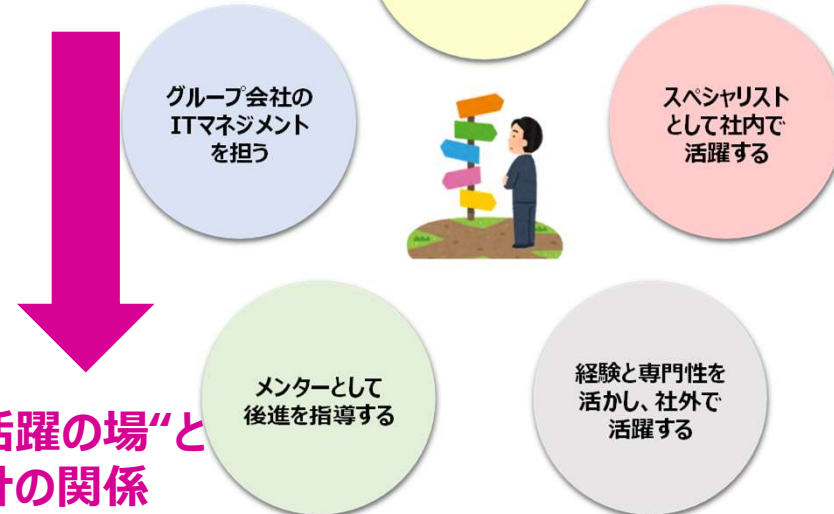 グループ会社の
ITマネジメント
を担う
スペシャリスト
として社内で
活躍する
メンターとして
後進を指導する
経験と専門性を
活かし、社外で
活躍する
活躍の場“と
の関係